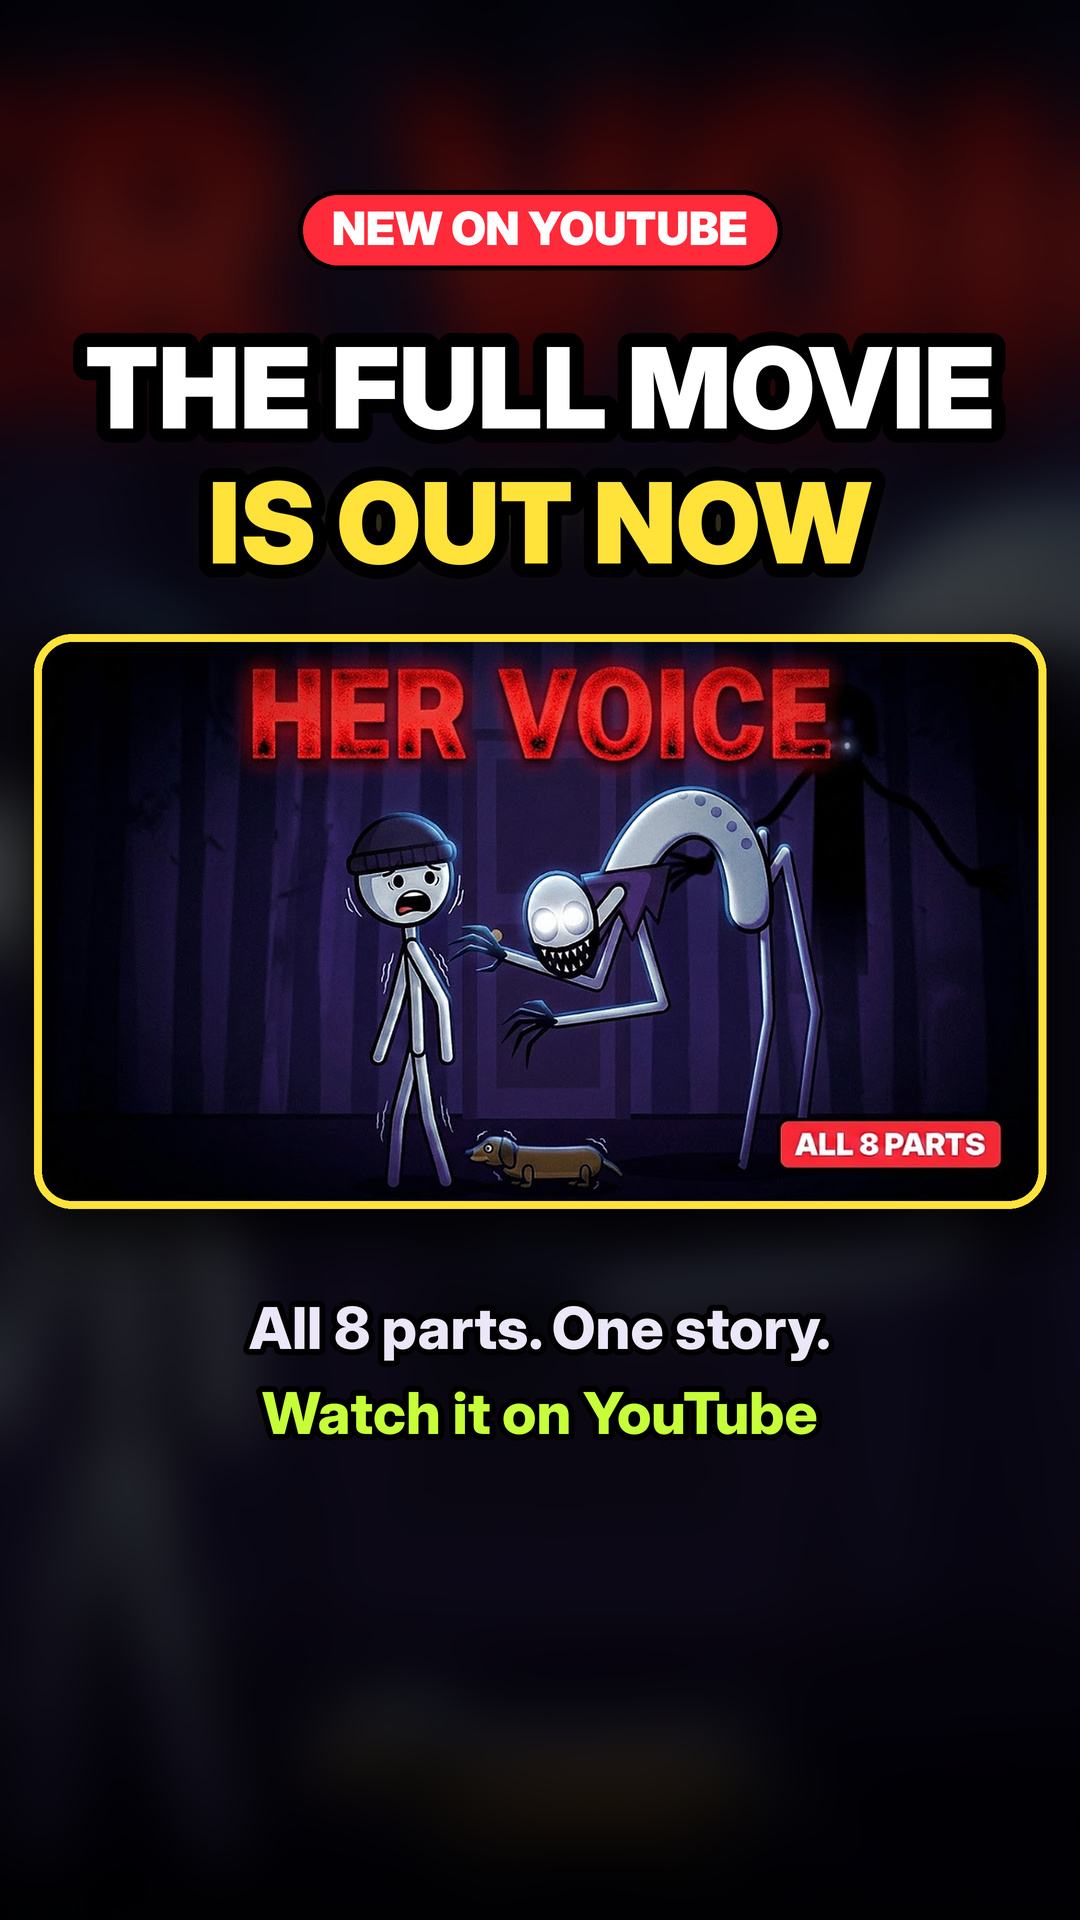 NEW ON YOUTUBE
THE FULL MOVIE
IS OUT NOW
HER VOICE
ALL 8 PARTS
All 8 parts. One story.
Watch it on YouTube